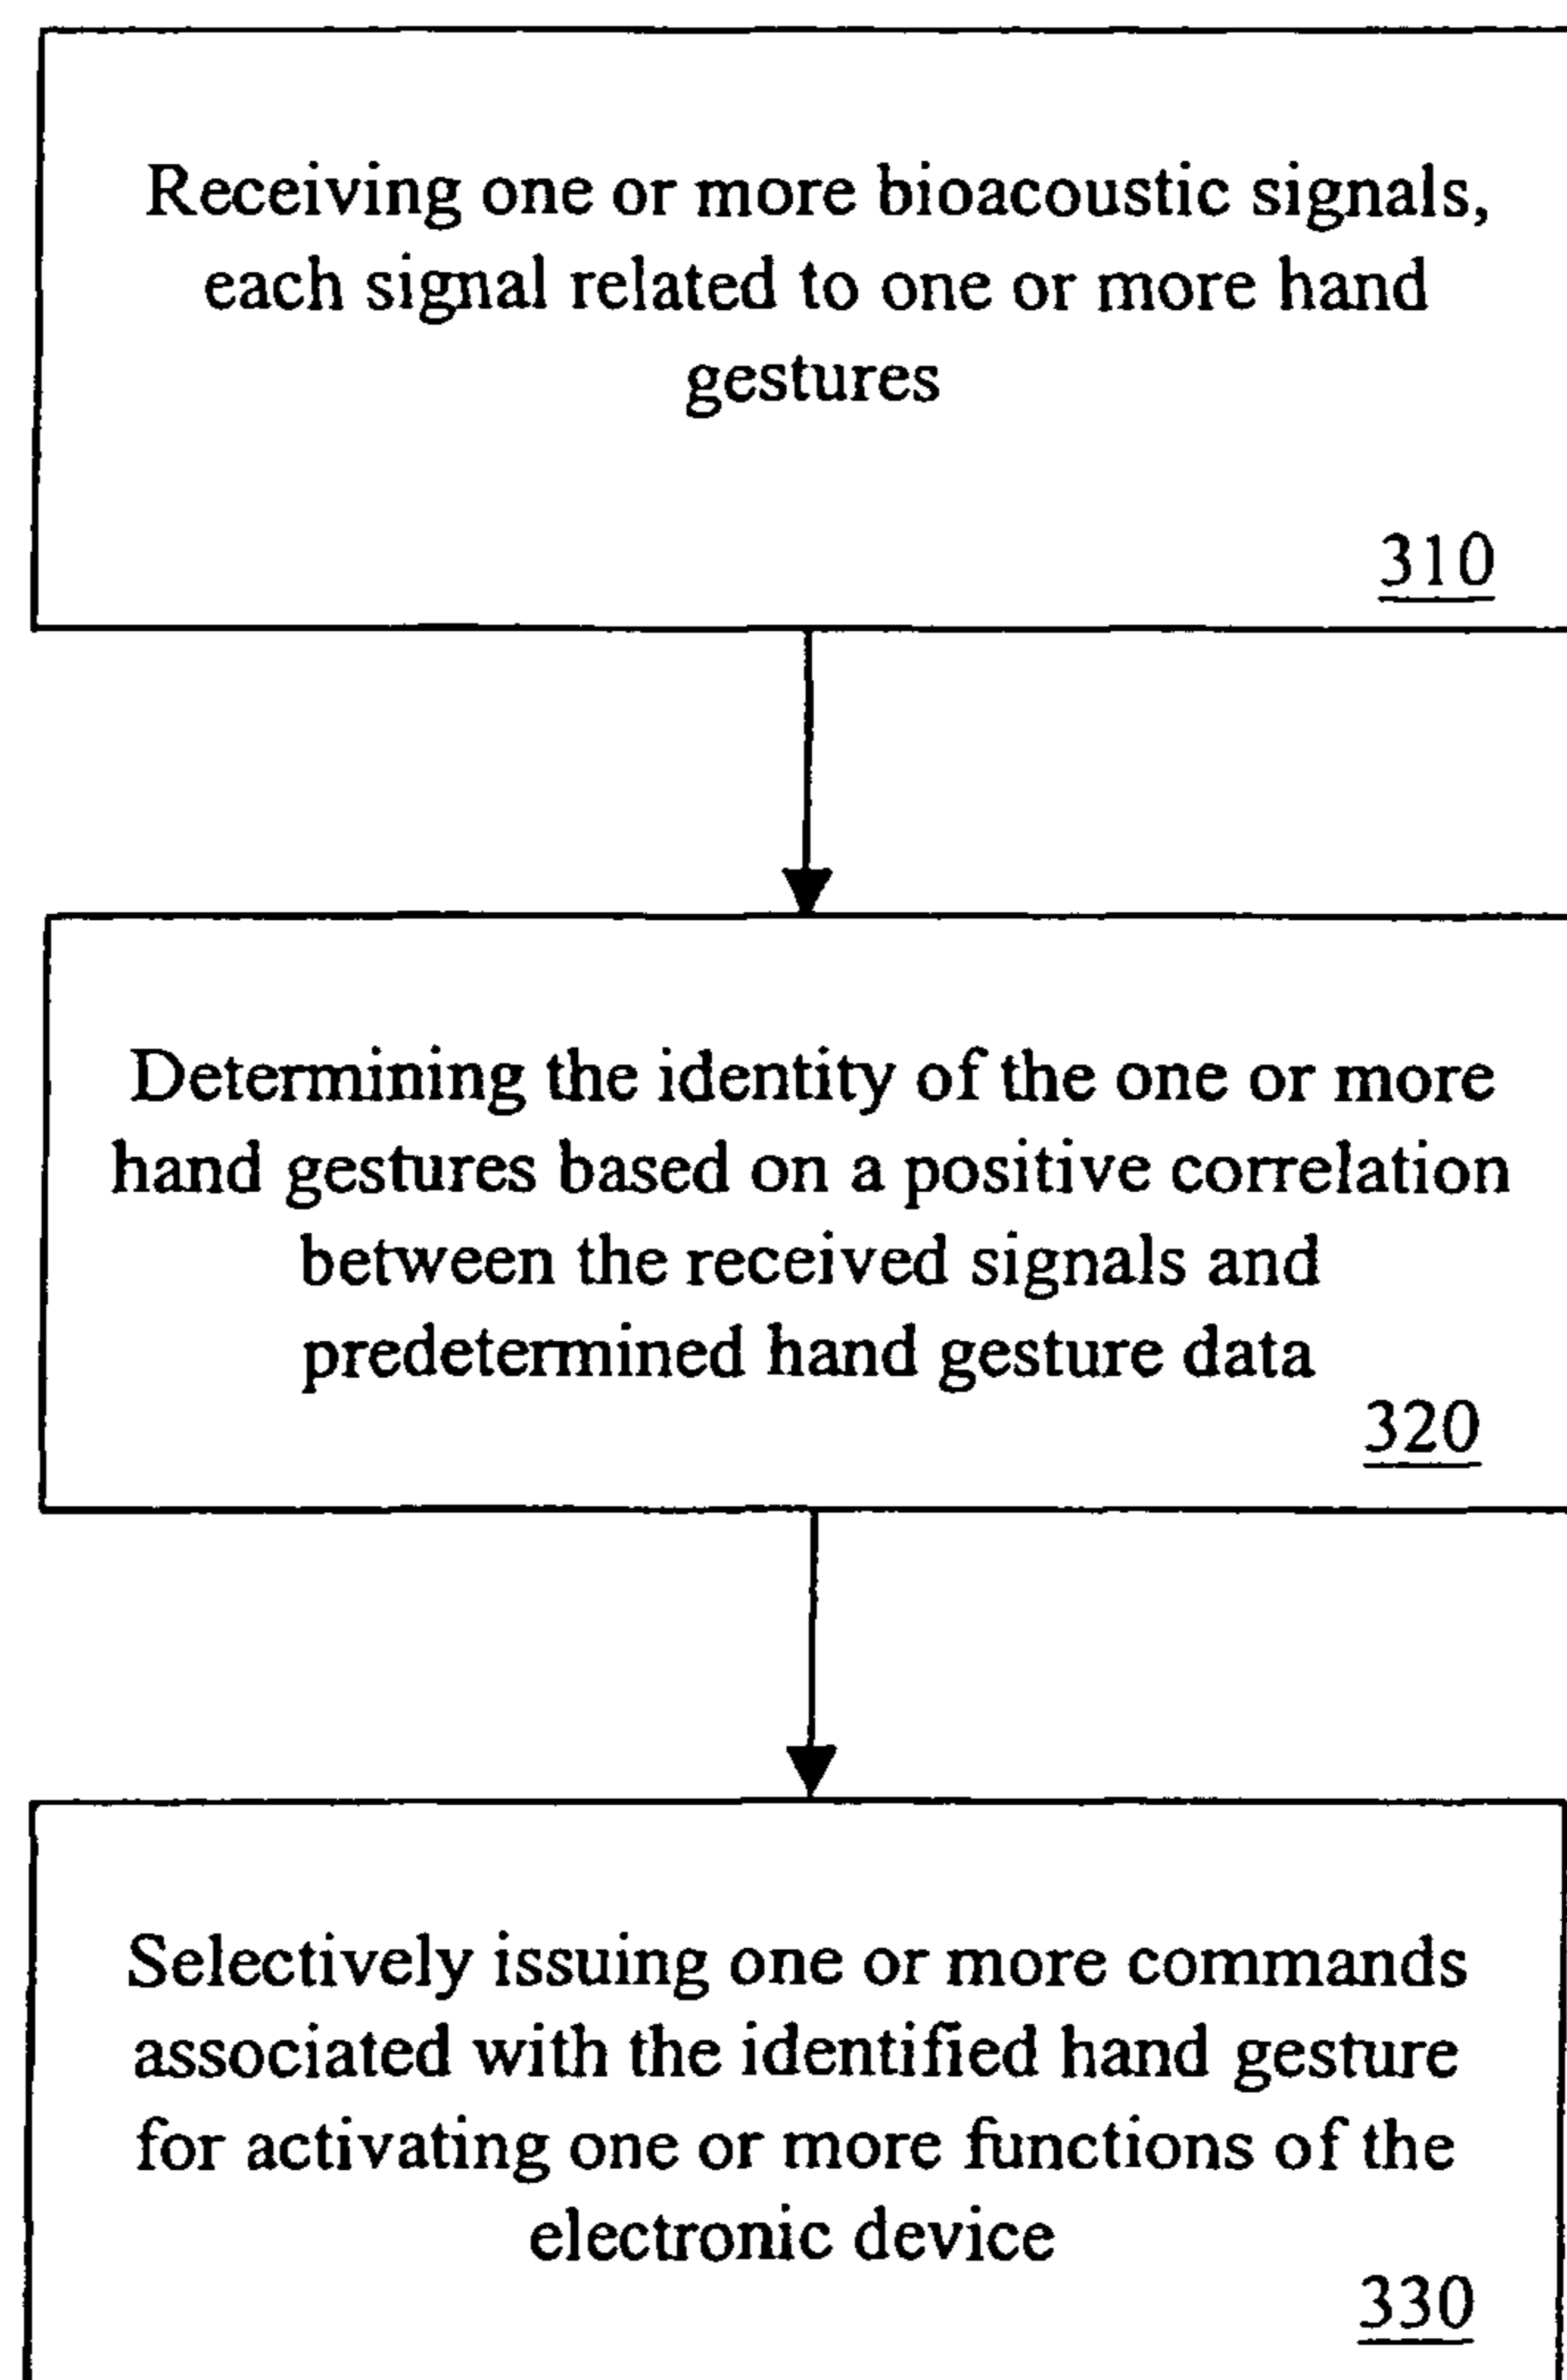 Receiving one or more bioacoustic signals,
each signal related to one or more hand
gestures
310
Determining the identity of the one or more
hand gestures based on a positive correlation
between the received signals and
predetermined hand gesture data
320
Selectively issuing one or more commands
associated with the identified hand gesture
for activating one or more functions of the
electronic device
330